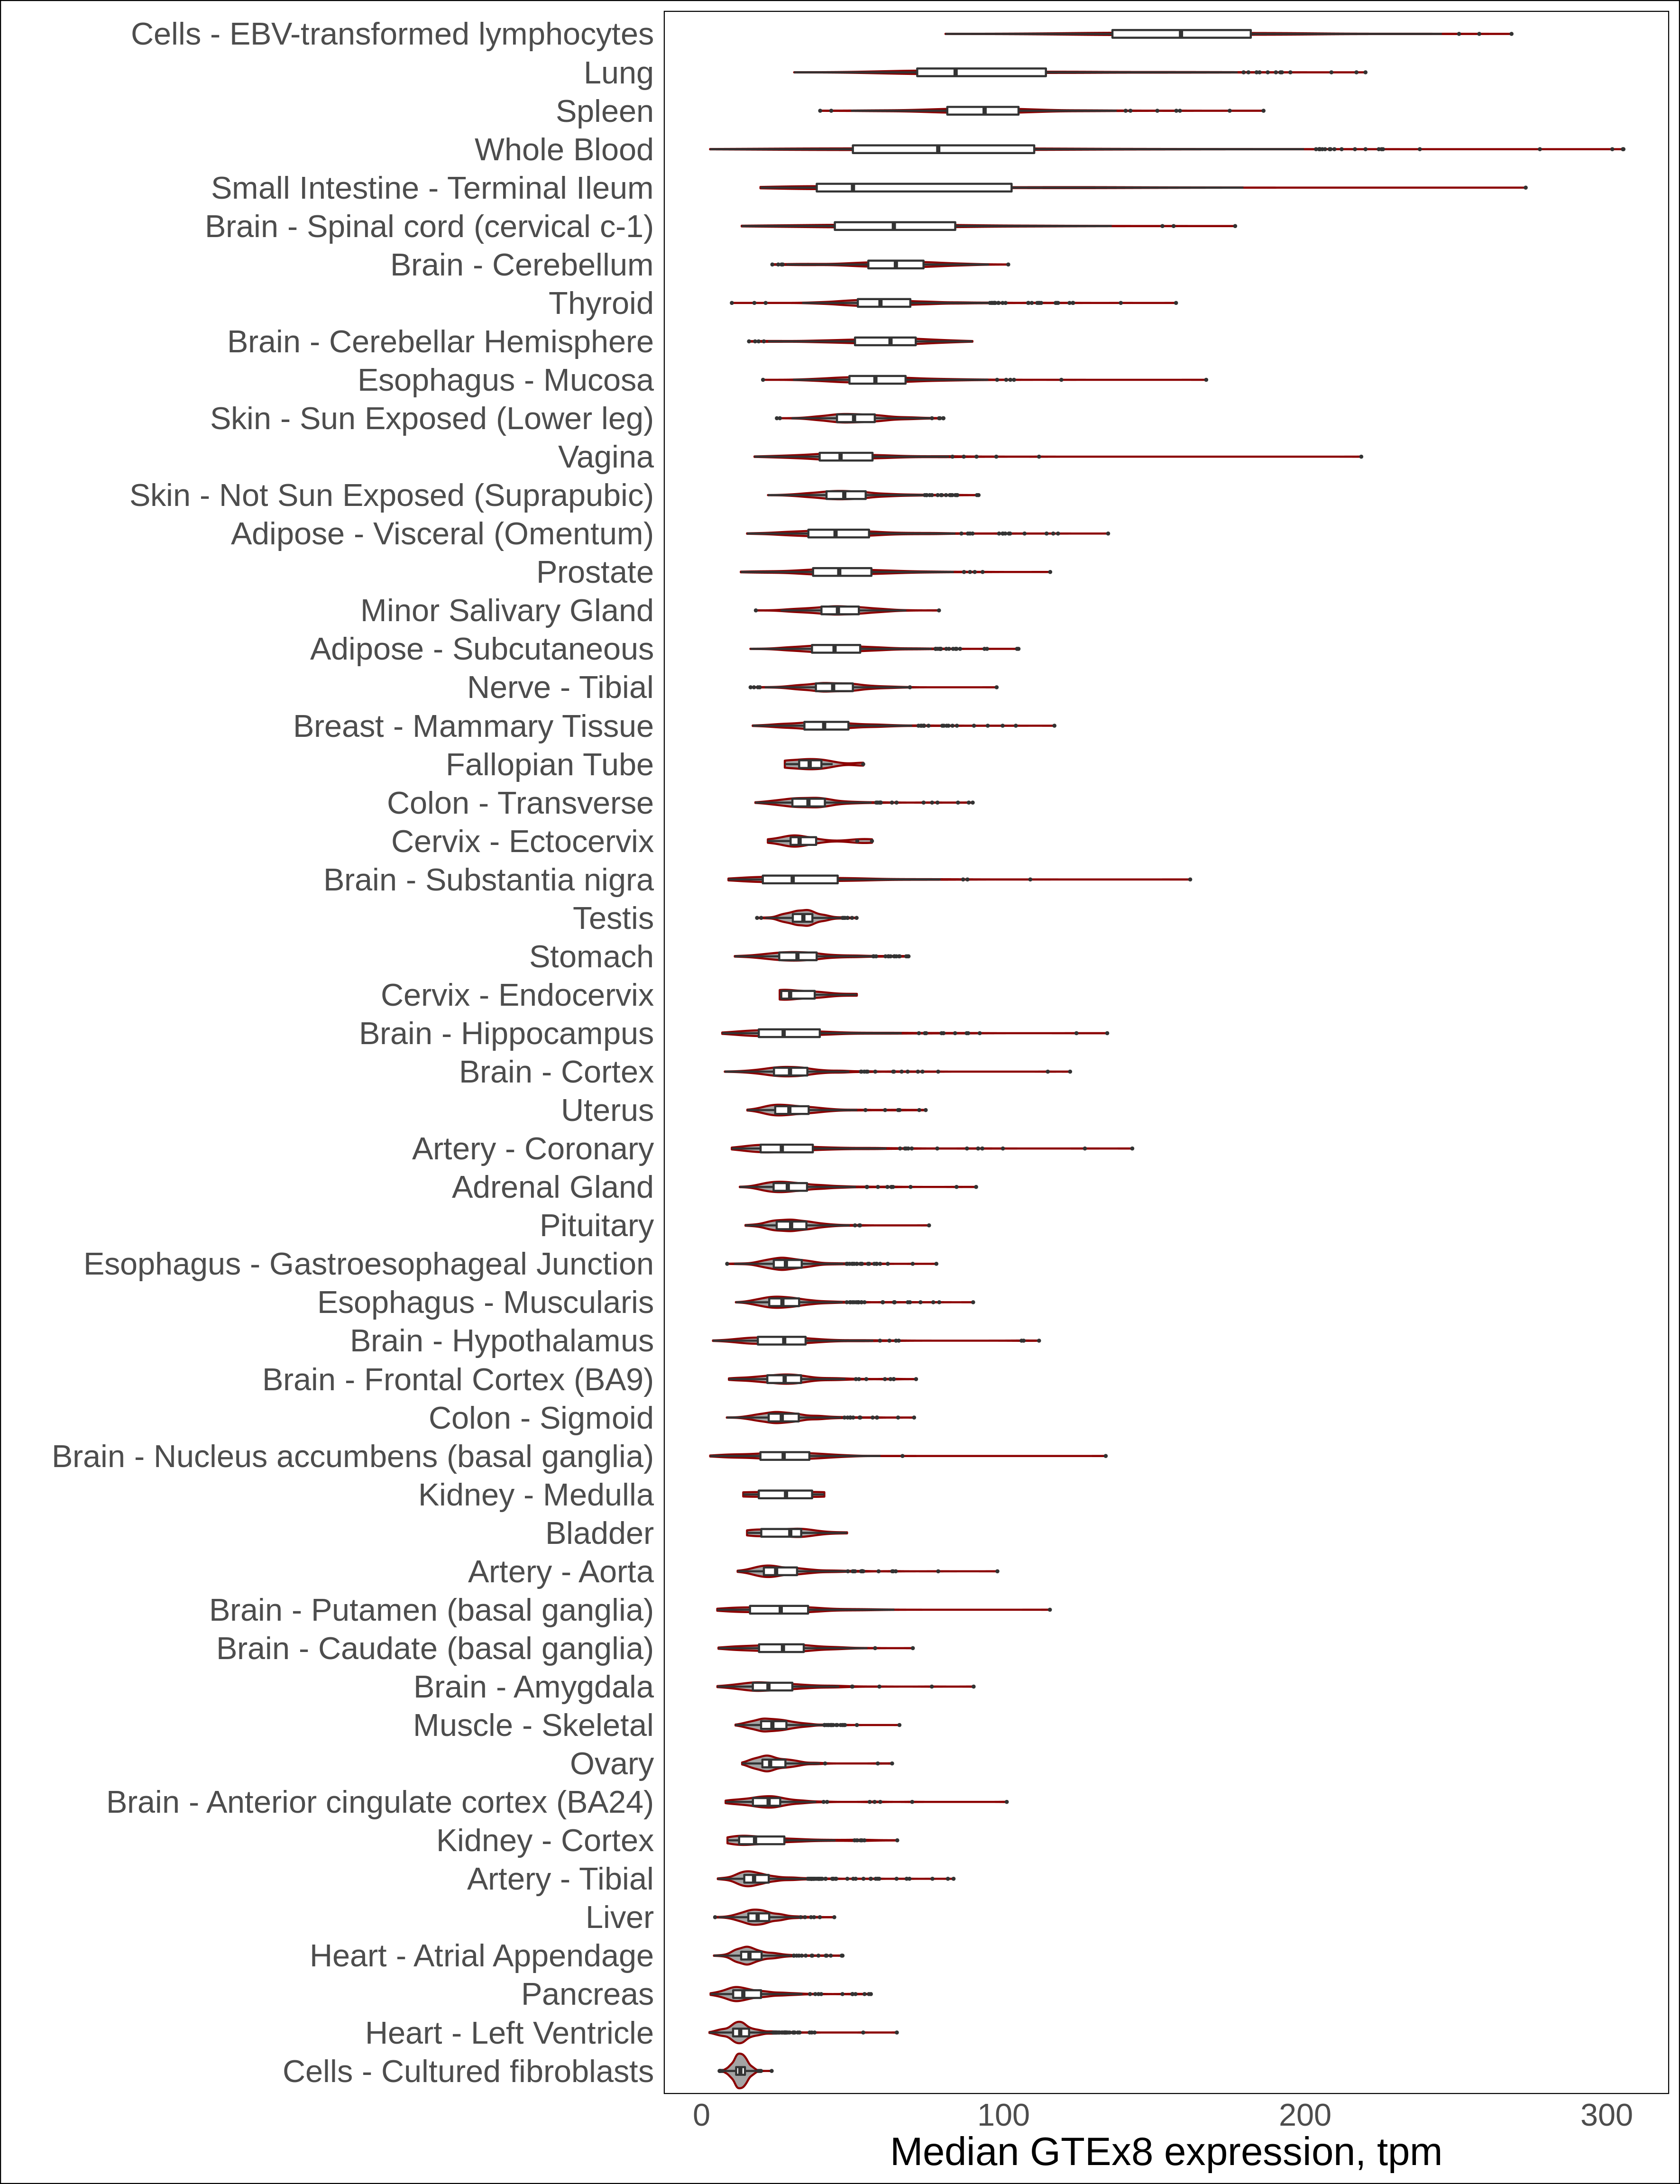 Cells - EBV-transformed lymphocytes
Lung
Spleen
Whole Blood
Small Intestine - Terminal Ileum
Brain - Spinal cord (cervical c-1)
Brain - Cerebellum
Thyroid
Brain - Cerebellar Hemisphere
Esophagus - Mucosa
Skin - Sun Exposed (Lower leg)
Vagina
Skin - Not Sun Exposed (Suprapubic)
Adipose - Visceral (Omentum)
Prostate
Minor Salivary Gland
Adipose - Subcutaneous
Nerve - Tibial
Breast - Mammary Tissue
Fallopian Tube
Colon - Transverse
Cervix - Ectocervix
Brain - Substantia nigra
Testis
Stomach
Cervix - Endocervix
Brain - Hippocampus
Brain - Cortex
Uterus
Artery - Coronary
Adrenal Gland
Pituitary
Esophagus - Gastroesophageal Junction
Esophagus - Muscularis
Brain - Hypothalamus
Brain - Frontal Cortex (BA9)
Colon - Sigmoid
Brain - Nucleus accumbens (basal ganglia)
Kidney - Medulla
Bladder
Artery - Aorta
Brain - Putamen (basal ganglia)
Brain - Caudate (basal ganglia)
Brain - Amygdala
Muscle - Skeletal
Ovary
Brain - Anterior cingulate cortex (BA24)
Kidney - Cortex
Artery - Tibial
Liver
Heart - Atrial Appendage
Pancreas
Heart - Left Ventricle
Cells - Cultured fibroblasts
0 100 200 300
Median GTEx8 expression, tpm